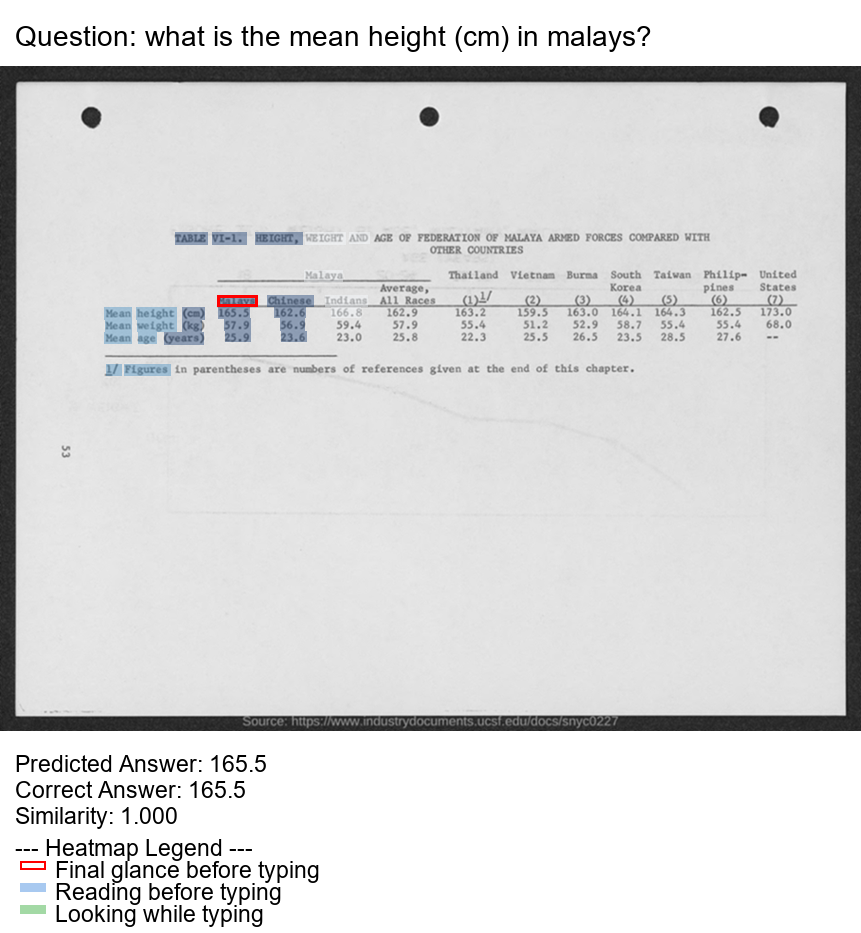 Question: what is the mean height (cm) in malays?
TABLE VI-1. HEIGHT, WEIGHT AND AGE OF FEDERATION OF MALAYA ARMED FORCES COMPARED WITH
OTHER COUNTRIES
Malaya Thailand Vietnam Burma South Taiwan Philip- United
Average, Korea pines States
Malays Chinese Indians All Races (1)1/ (2) (3) (4) (5) (6) (7)
Mean height (cm) 165.5 162.6 166.8 162.9 163.2 159.5 163.0 164.1 164.3 162.5 173.0
Mean weight (kg) 57.9 56.9 59.4 57.9 55.4 51.2 52.9 58.7 55.4 55.4 68.0
Mean age (years) 25.9 23.6 23.0 25.8 22.3 25.5 26.5 23.5 28.5 27.6 --
1/ Figures in parentheses are numbers of references given at the end of this chapter.
53
Source: https://www.industrydocuments.ucsf.edu/docs/snyc0227
Predicted Answer: 165.5
Correct Answer: 165.5
Similarity: 1.000
--- Heatmap Legend ---
Final glance before typing
Reading before typing
Looking while typing